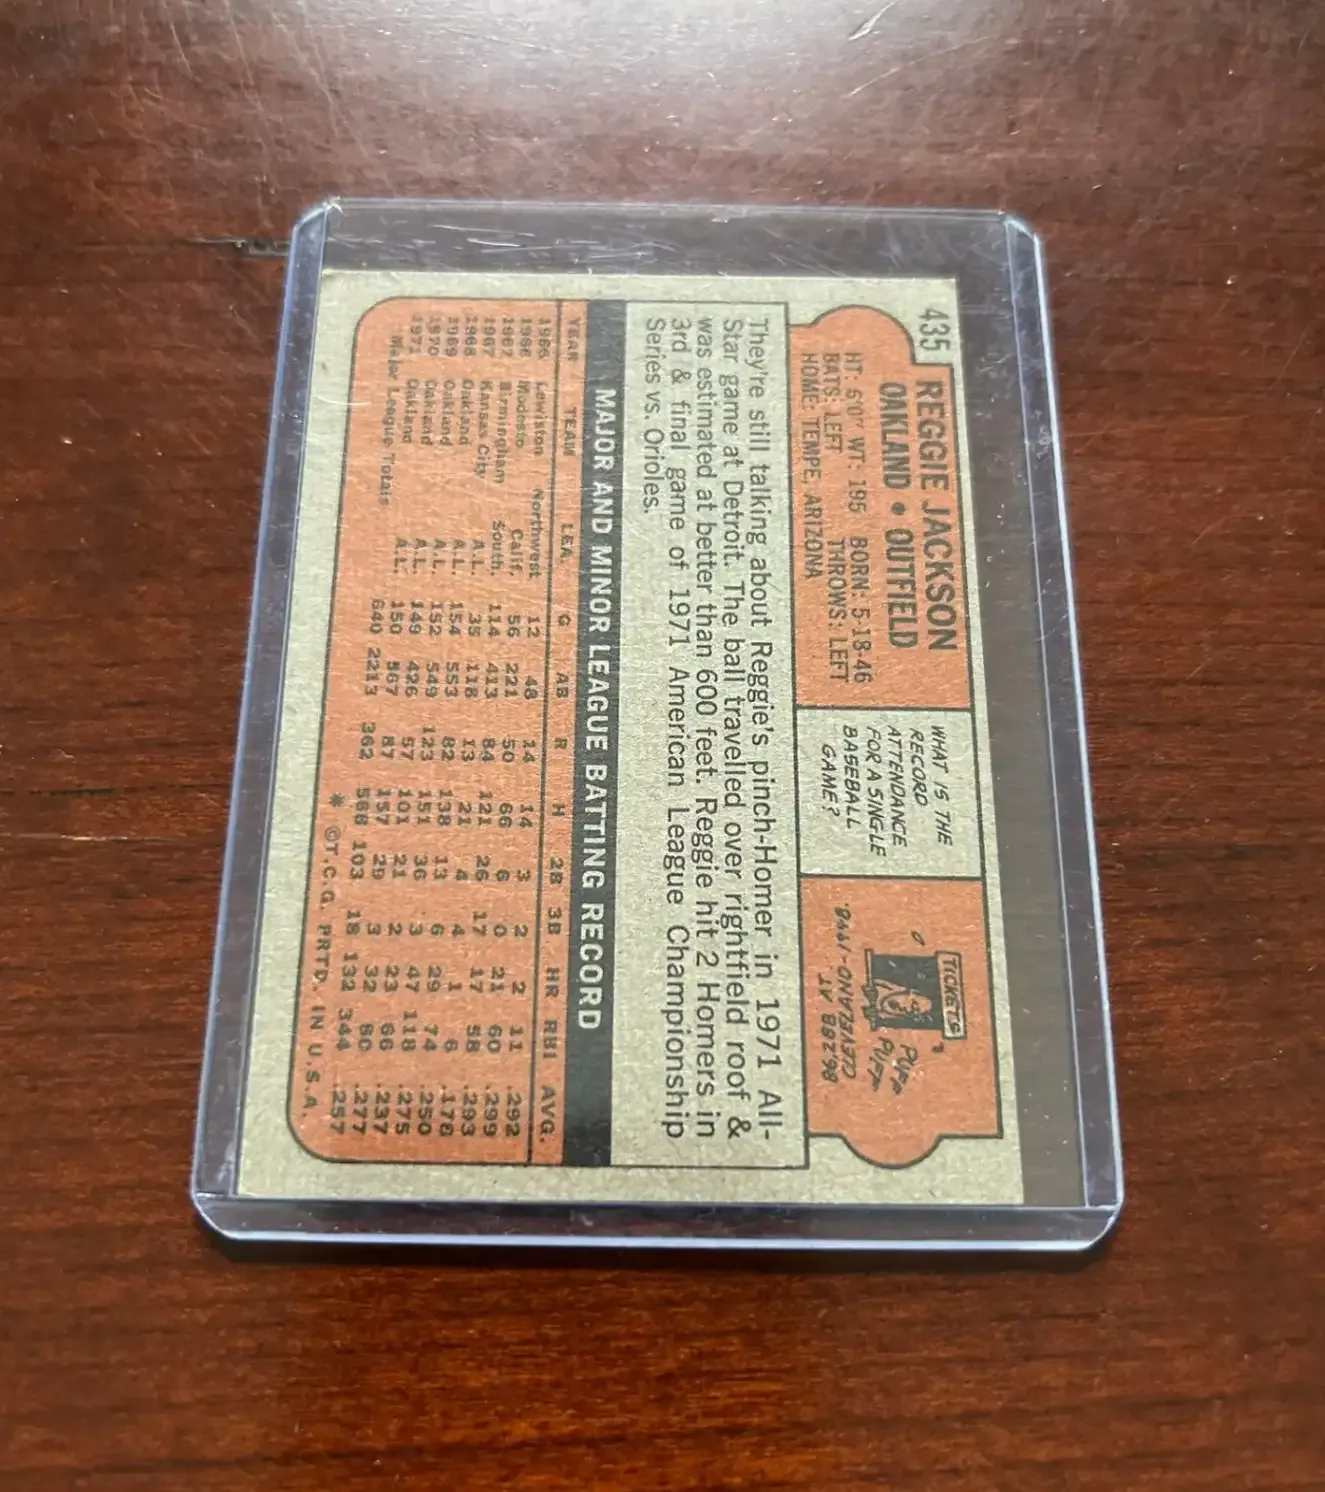 435
REGGIE JACKSON
OAKLAND • OUTFIELD
HT: 6'0" WT: 195 BORN: 5-18-46
BATS: LEFT THROWS: LEFT
HOME: TEMPE, ARIZONA
WHAT IS THE
RECORD
ATTENDANCE
FOR A SINGLE
BASEBALL
GAME?
TICKETS
PUFF
PUFF
86,288 AT
CLEVELAND-1948.
They're still talking about Reggie's pinch-Homer in 1971 All-
Star game at Detroit. The ball travelled over rightfield roof &
was estimated at better than 600 feet. Reggie hit 2 Homers in
3rd & final game of 1971 American League Championship
Series vs. Orioles.
MAJOR AND MINOR LEAGUE BATTING RECORD
YEAR TEAM LEA. G AB R H 2B 3B HR RBI AVG.
1966 Lewiston Northwest 12 48 14 14 3 2 2 11 .292
1966 Modesto Calif. 56 221 50 66 6 0 21 60 .299
1967 Birmingham South. 114 413 84 121 26 17 17 58 .293
1967 Kansas City A.L. 35 118 13 21 4 4 1 6 .178
1968 Oakland A.L. 154 553 82 138 13 6 29 74 .250
1969 Oakland A.L. 152 549 123 151 36 3 47 118 .275
1970 Oakland A.L. 149 426 57 101 21 2 23 66 .237
1971 Oakland A.L. 150 567 87 157 29 3 32 80 .277
Major League Totals 640 2213 362 568 103 18 132 344 .257
* ©T.C.G. PRTD. IN U.S.A.